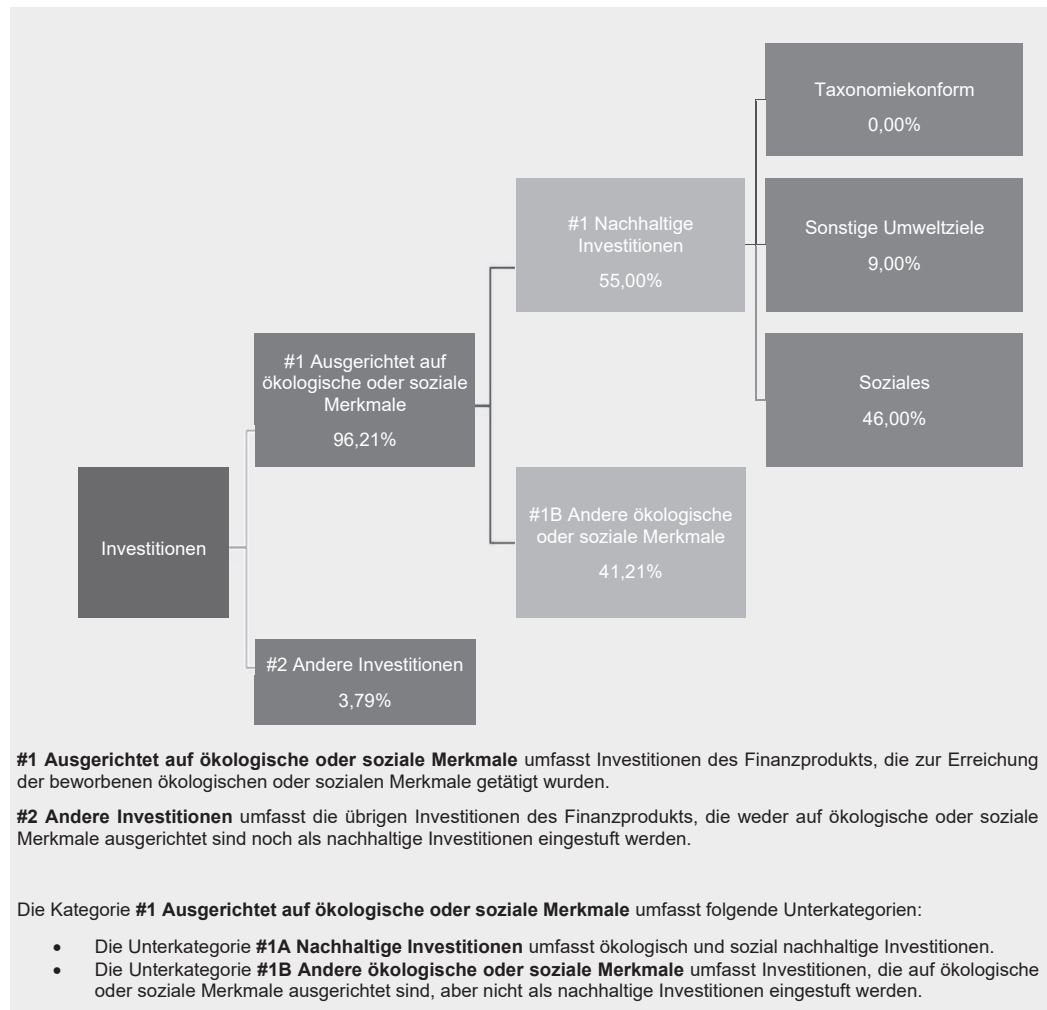 Taxonomiekonform
0,00%
#1 Nachhaltige
Investitionen
55,00%
Sonstige Umweltziele
9,00%
#1 Ausgerichtet auf
ökologische oder soziale
Merkmale
96,21%
Soziales
46,00%
Investitionen
#1B Andere ökologische
oder soziale Merkmale
41,21%
#2 Andere Investitionen
3,79%
#1 Ausgerichtet auf ökologische oder soziale Merkmale umfasst Investitionen des Finanzprodukts, die zur Erreichung
der beworbenen ökologischen oder sozialen Merkmale getätigt wurden.
#2 Andere Investitionen umfasst die übrigen Investitionen des Finanzprodukts, die weder auf ökologische oder soziale
Merkmale ausgerichtet sind noch als nachhaltige Investitionen eingestuft werden.
Die Kategorie #1 Ausgerichtet auf ökologische oder soziale Merkmale umfasst folgende Unterkategorien:
• Die Unterkategorie #1A Nachhaltige Investitionen umfasst ökologisch und sozial nachhaltige Investitionen.
• Die Unterkategorie #1B Andere ökologische oder soziale Merkmale umfasst Investitionen, die auf ökologische
oder soziale Merkmale ausgerichtet sind, aber nicht als nachhaltige Investitionen eingestuft werden.